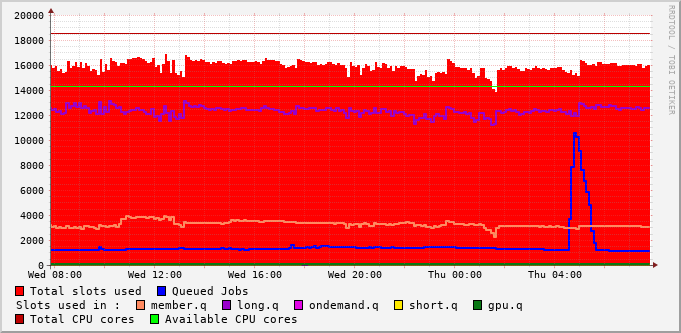 20000
18000
16000
14000
12000
10000
8000
6000
4000
2000
0
Wed 08:00 Wed 12:00 Wed 16:00 Wed 20:00 Thu 00:00 Thu 04:00
RRDTOOL / TOBI OETIKER
Total slots used Queued Jobs
Slots used in : member.q long.q ondemand.q short.q gpu.q
Total CPU cores Available CPU cores